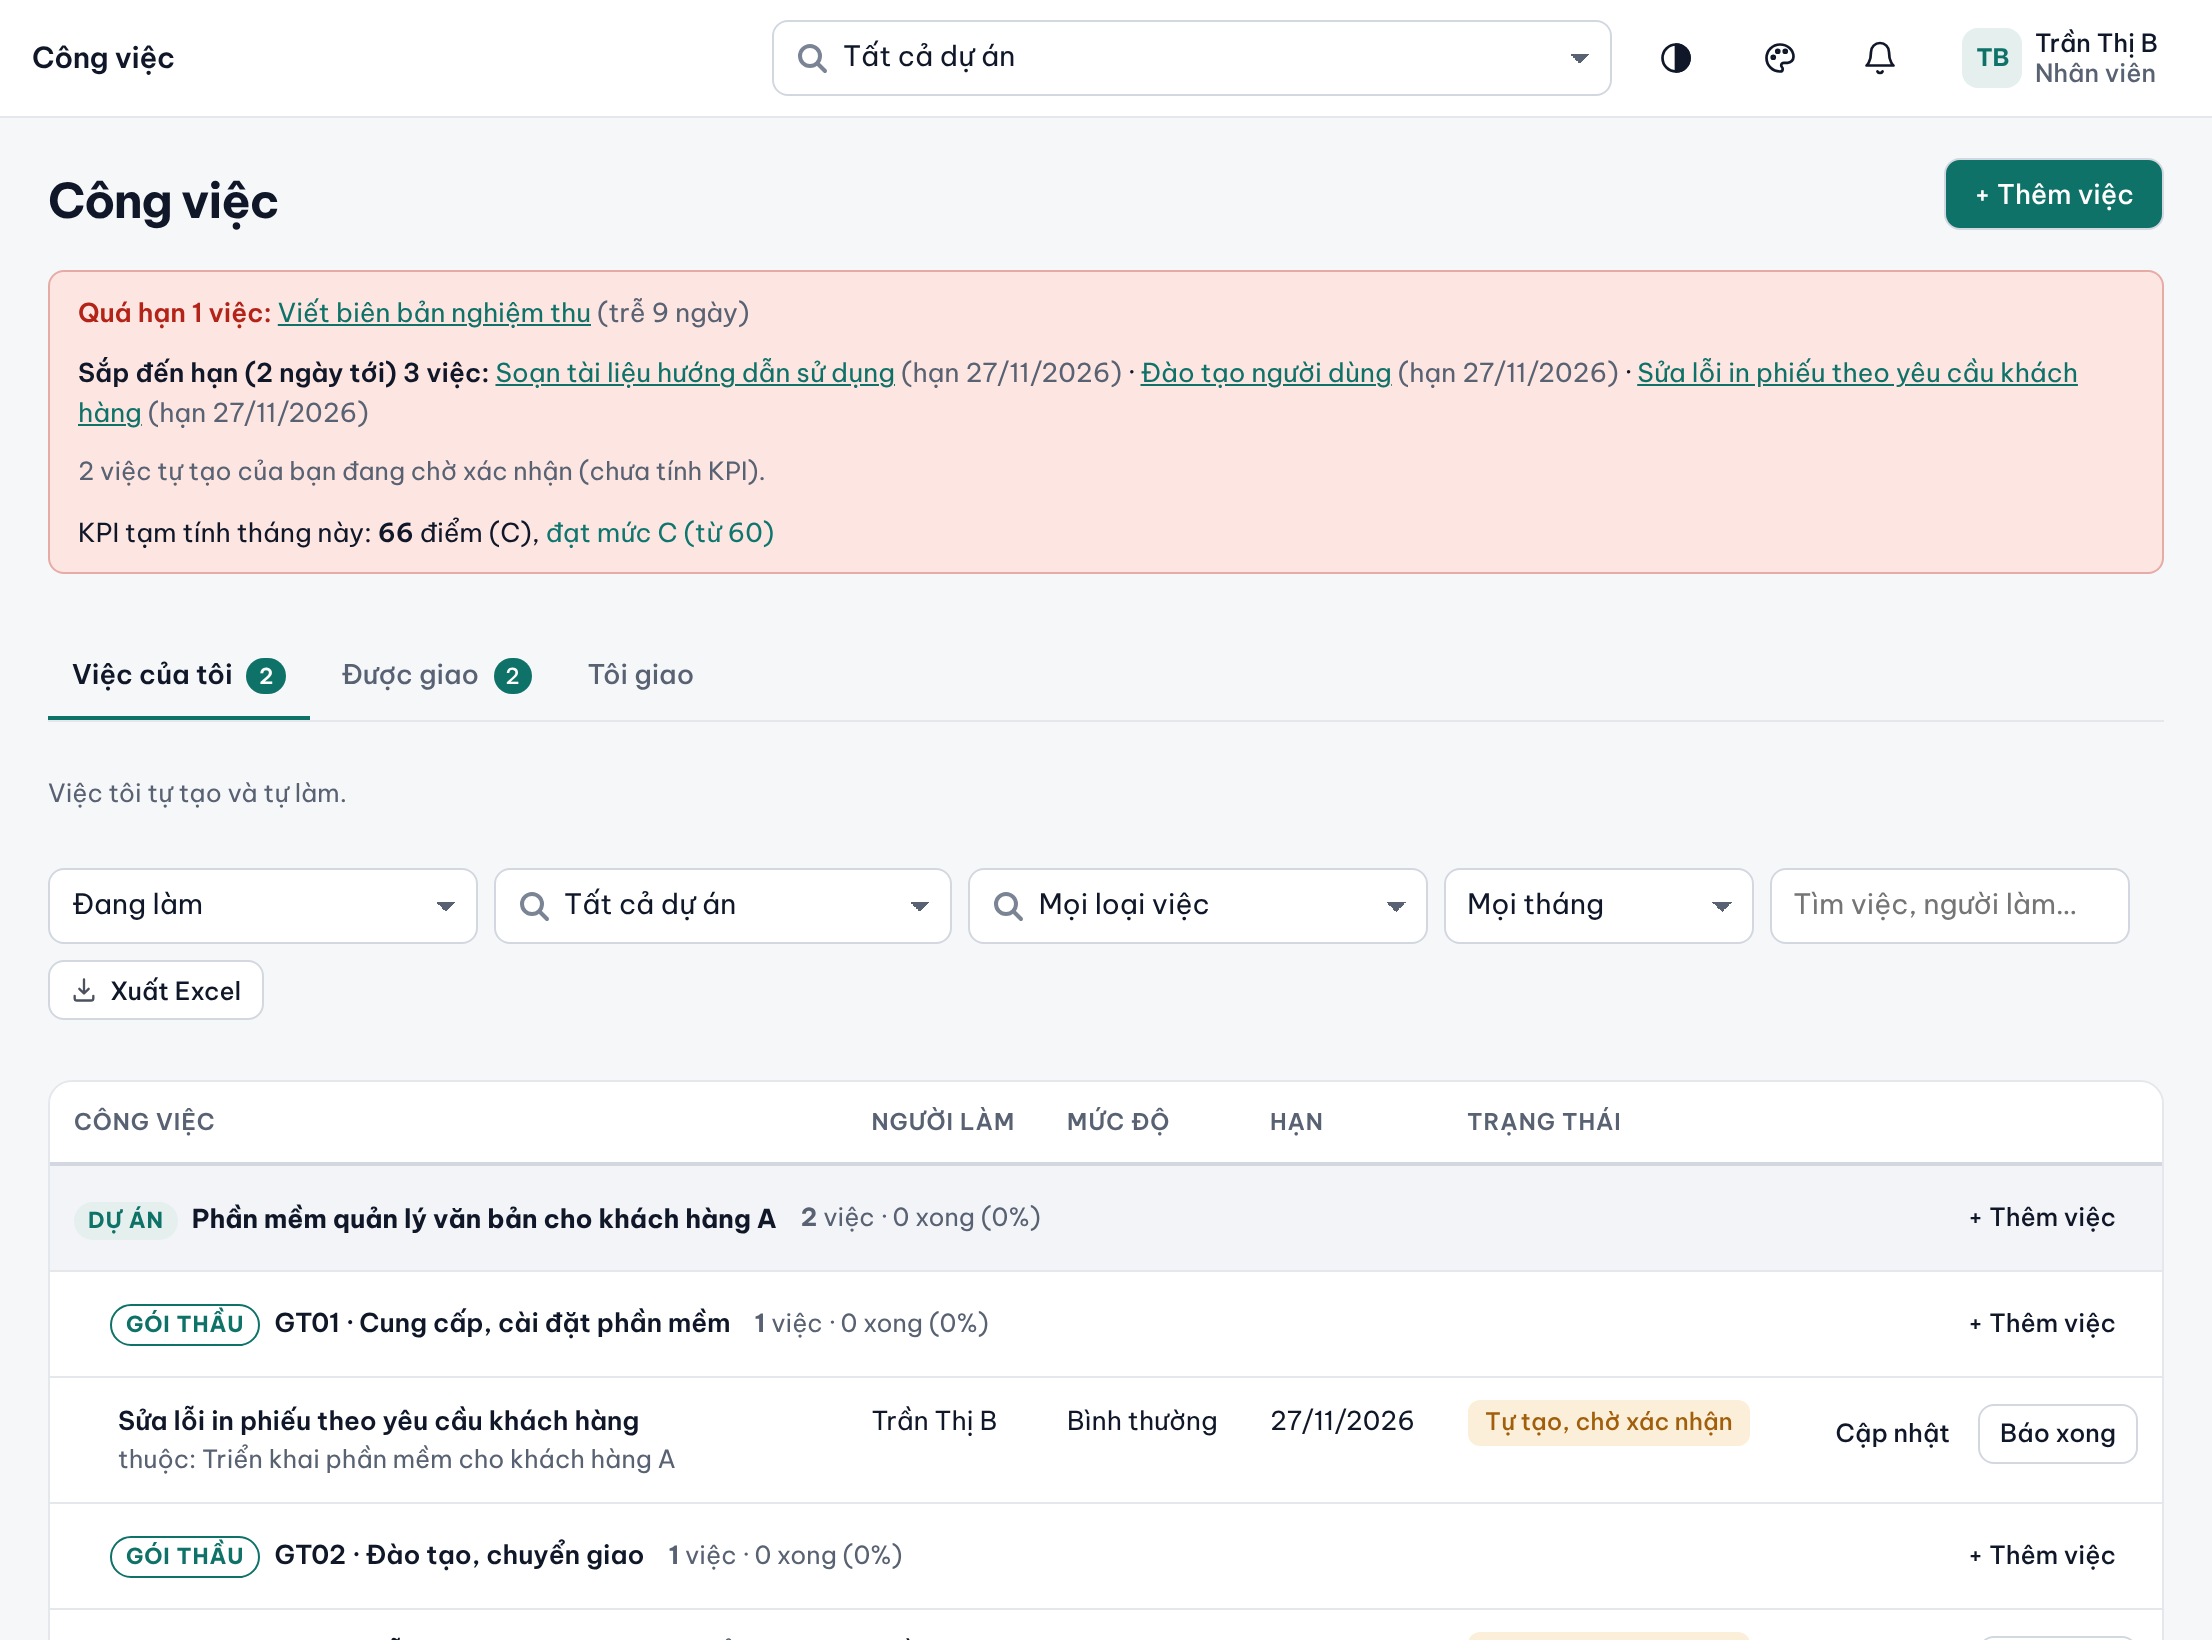 Công việc
Tất cả dự án
TB
Trần Thị B
Nhân viên
Công việc
+ Thêm việc
Quá hạn 1 việc: Viết biên bản nghiệm thu (trễ 9 ngày)
Sắp đến hạn (2 ngày tới) 3 việc: Soạn tài liệu hướng dẫn sử dụng (hạn 27/11/2026) · Đào tạo người dùng (hạn 27/11/2026) · Sửa lỗi in phiếu theo yêu cầu khách
hàng (hạn 27/11/2026)
2 việc tự tạo của bạn đang chờ xác nhận (chưa tính KPI).
KPI tạm tính tháng này: 66 điểm (C), đạt mức C (từ 60)
Việc của tôi 2 Được giao 2 Tôi giao
Việc tôi tự tạo và tự làm.
Đang làm Tất cả dự án Mọi loại việc Mọi tháng Tìm việc, người làm...
Xuất Excel
CÔNG VIỆC NGƯỜI LÀM MỨC ĐỘ HẠN TRẠNG THÁI
DỰ ÁN Phần mềm quản lý văn bản cho khách hàng A 2 việc · 0 xong (0%) + Thêm việc
GÓI THẦU GT01 · Cung cấp, cài đặt phần mềm 1 việc · 0 xong (0%) + Thêm việc
Sửa lỗi in phiếu theo yêu cầu khách hàng Trần Thị B Bình thường 27/11/2026 Tự tạo, chờ xác nhận Cập nhật Báo xong
thuộc: Triển khai phần mềm cho khách hàng A
GÓI THẦU GT02 · Đào tạo, chuyển giao 1 việc · 0 xong (0%) + Thêm việc